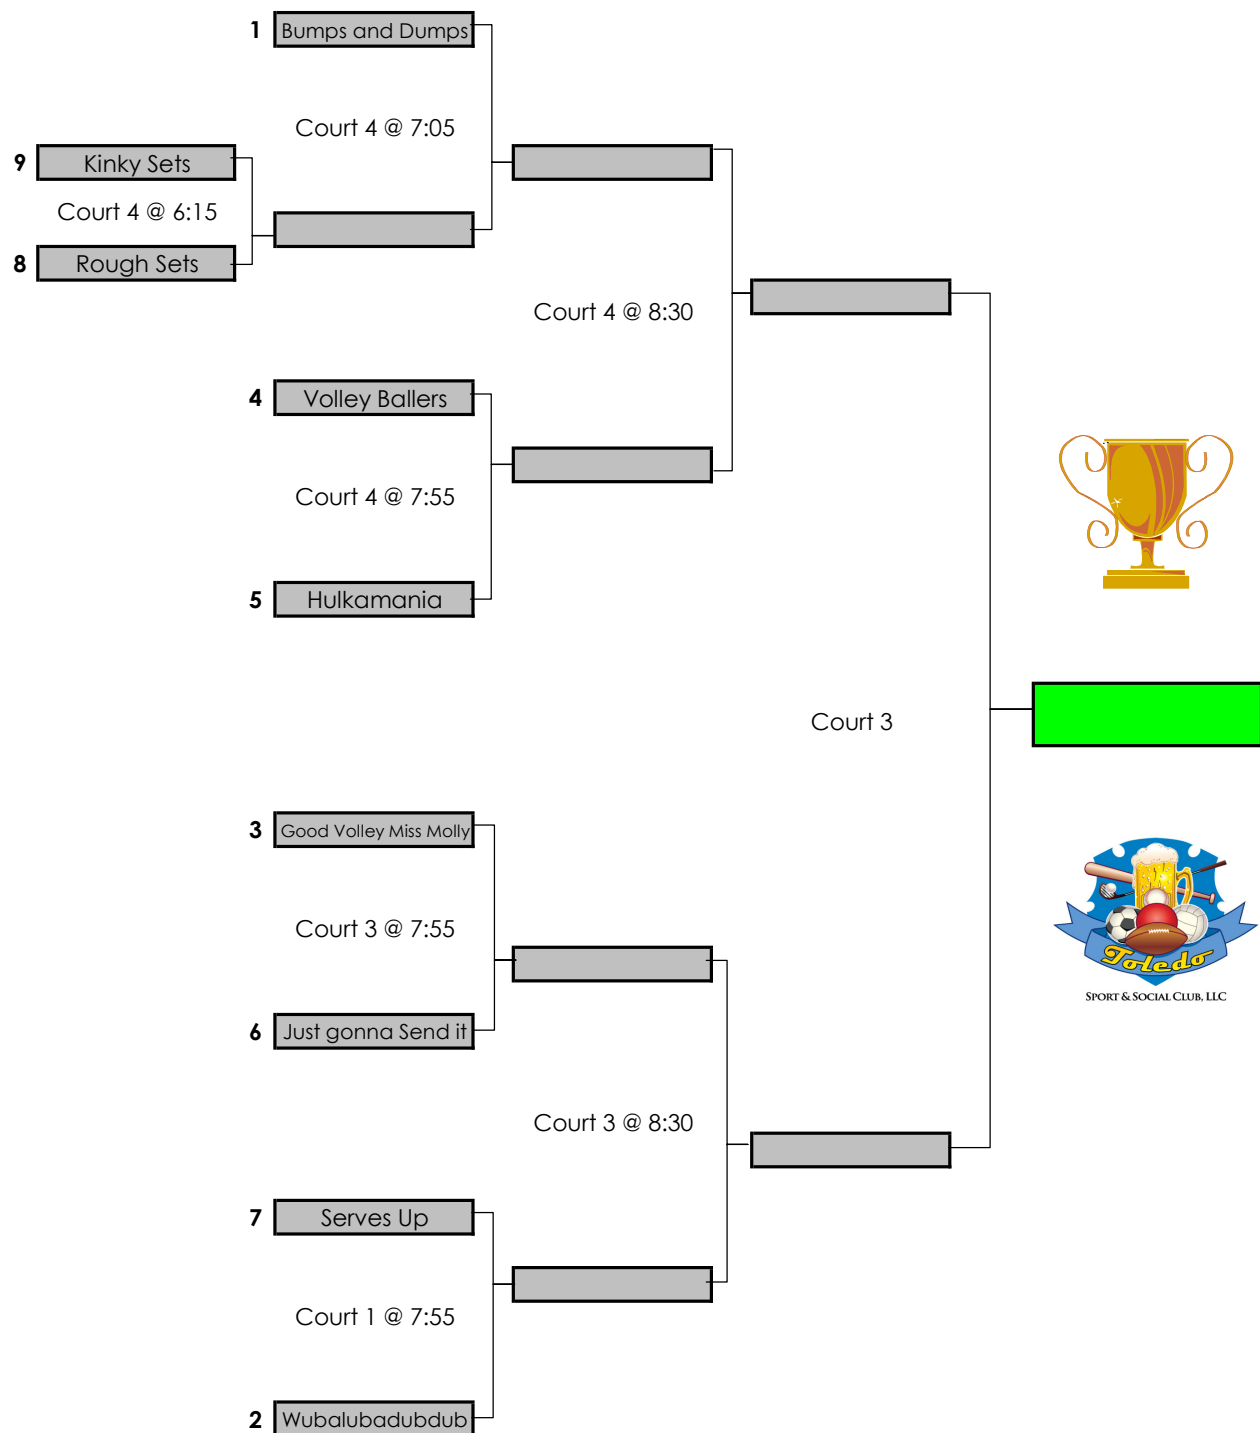 1 Bumps and Dumps
Court 4 @ 7:05
9 Kinky Sets
Court 4 @ 6:15
8 Rough Sets
Court 4 @ 8:30
4 Volley Ballers
Court 4 @ 7:55
5 Hulkamania
Court 3
3 Good Volley Miss Molly
Court 3 @ 7:55
6 Just gonna Send it
Court 3 @ 8:30
7 Serves Up
Court 1 @ 7:55
2 Wubalubadubdub
Toledo
SPORT & SOCIAL CLUB, LLC